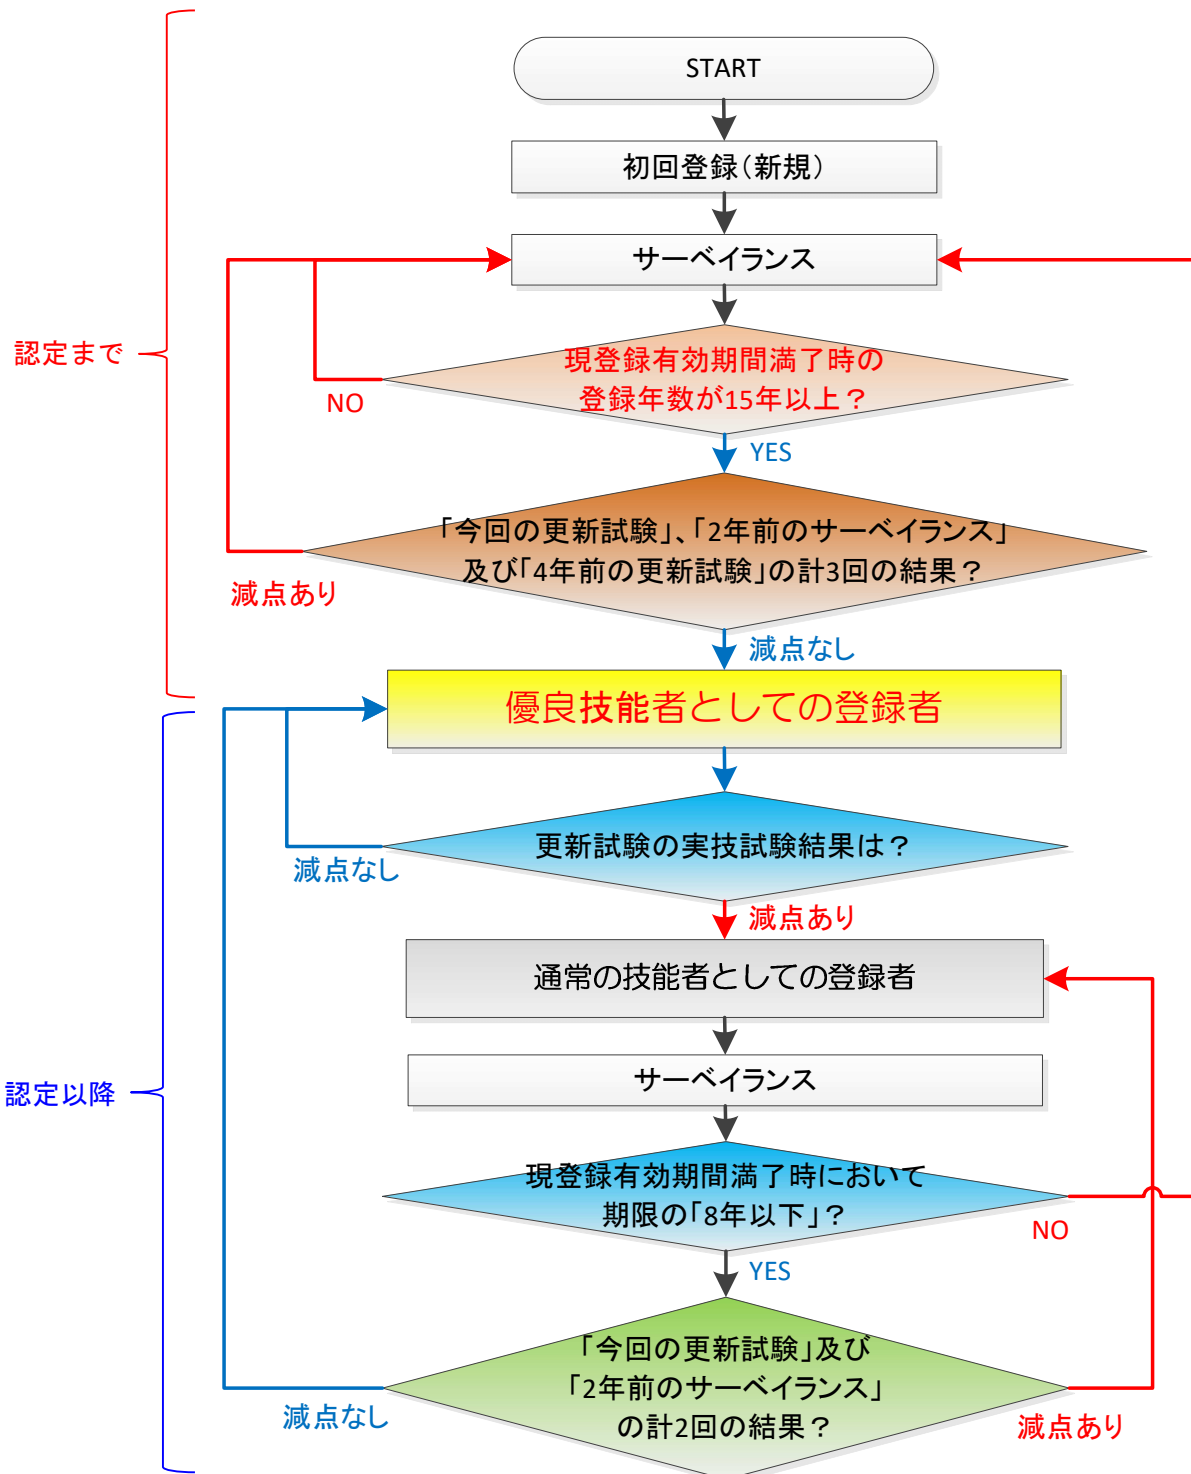 START
初回登録（新規）
サーベイランス
認定まで
現登録有効期間満了時の
登録年数が15年以上？
NO
YES
「今回の更新試験」、「2年前のサーベイランス」
及び「4年前の更新試験」の計3回の結果？
減点あり
減点なし
優良技能者としての登録者
更新試験の実技試験結果は？
減点なし
減点あり
通常の技能者としての登録者
サーベイランス
認定以降
現登録有効期間満了時において
期限の「8年以下」？
NO
YES
「今回の更新試験」及び
「2年前のサーベイランス」
の計2回の結果？
減点なし
減点あり